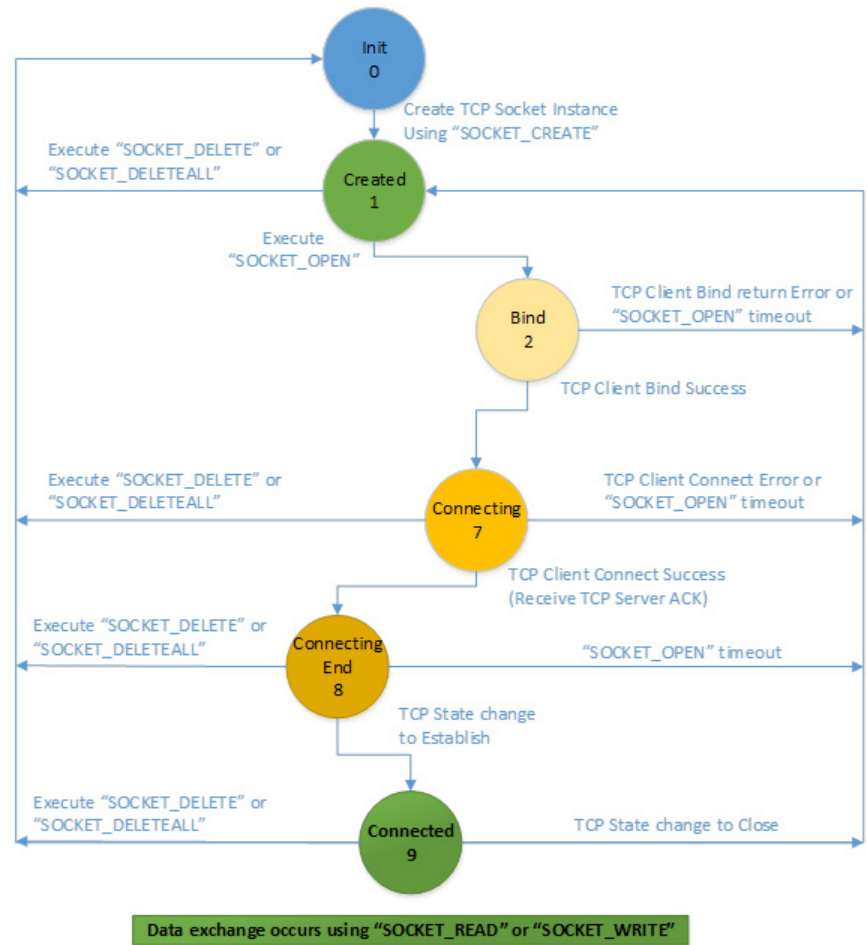 Init
0
Create TCP Socket Instance
Using “SOCKET_CREATE”
Execute “SOCKET_DELETE” or
“SOCKET_DELETEALL”
Created
1
Execute
“SOCKET_OPEN”
Bind
2
TCP Client Bind return Error or
“SOCKET_OPEN” timeout
TCP Client Bind Success
Execute “SOCKET_DELETE” or
“SOCKET_DELETEALL”
Connecting
7
TCP Client Connect Error or
“SOCKET_OPEN” timeout
TCP Client Connect Success
(Receive TCP Server ACK)
Execute “SOCKET_DELETE” or
“SOCKET_DELETEALL”
Connecting
End
8
“SOCKET_OPEN” timeout
TCP State change
to Establish
Execute “SOCKET_DELETE” or
“SOCKET_DELETEALL”
Connected
9
TCP State change to Close
Data exchange occurs using “SOCKET_READ” or “SOCKET_WRITE”